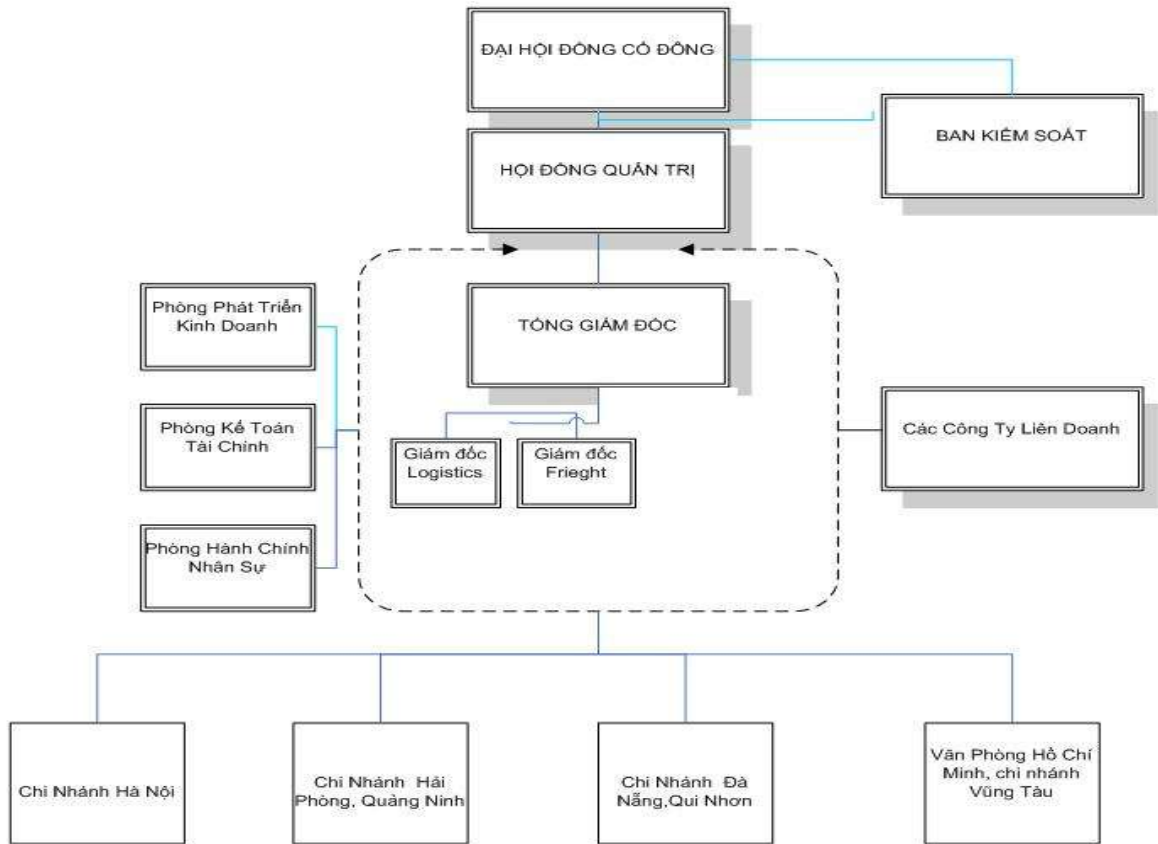 ĐẠI HỘI ĐỒNG CỔ ĐÔNG
BAN KIỂM SOÁT
HỘI ĐỒNG QUẢN TRỊ
Phòng Phát Triển
Kinh Doanh
TỔNG GIÁM ĐỐC
Phòng Kế Toán
Tài Chính
Các Công Ty Liên Doanh
Giám đốc
Logistics
Giám đốc
Frieght
Phòng Hành Chính
Nhân Sự
Chi Nhánh Hà Nội
Chi Nhánh Hải
Phòng, Quảng Ninh
Chi Nhánh Đà
Nẵng,Qui Nhơn
Văn Phòng Hồ Chí
Minh, chi nhánh
Vũng Tàu